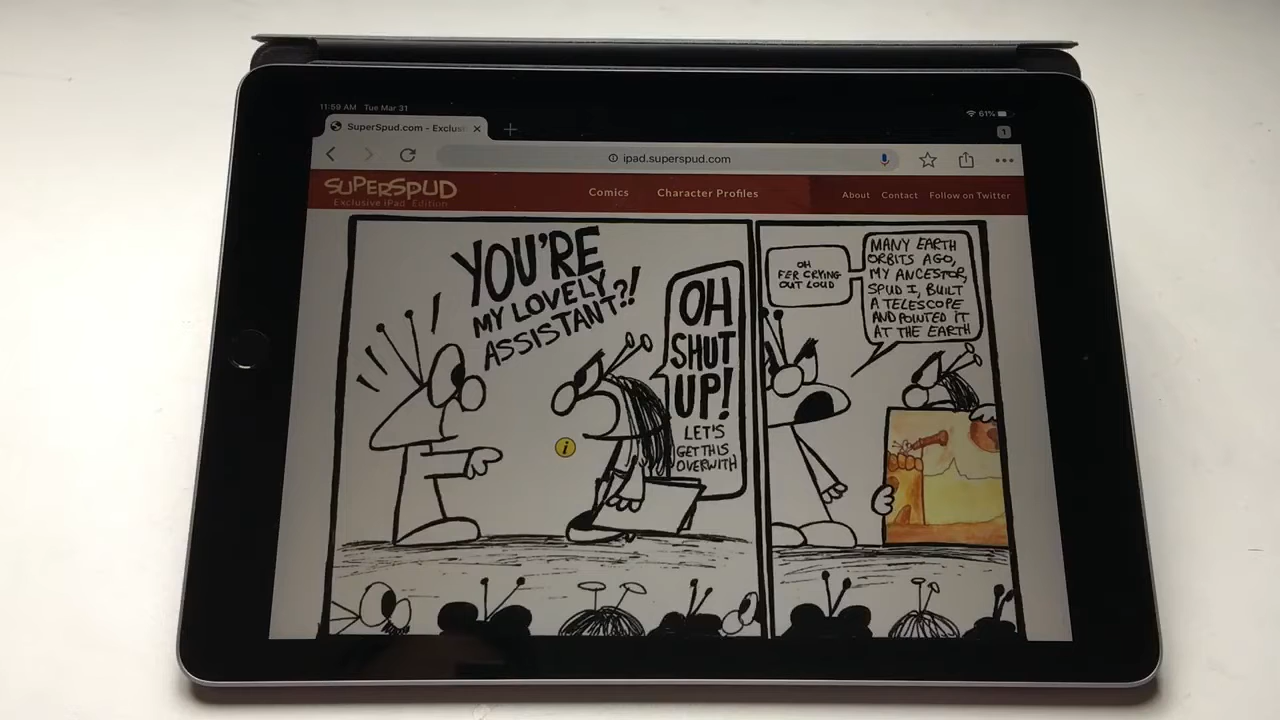 11:59 AM Tue Mar 31
61%
SuperSpud.com - Exclusi
1
ipad.superspud.com
SUPERSPUD
Exclusive iPad Edition
Comics
Character Profiles
About
Contact
Follow on Twitter
YOU'RE
MY LOVELY
ASSISTANT?!
OH
SHUT
UP!
LET'S
GET THIS
OVERWITH
i
OH
FER CRYING
OUT LOUD
MANY EARTH
ORBITS AGO,
MY ANCESTOR,
SPUD I, BUILT
A TELESCOPE
AND POINTED IT
AT THE EARTH